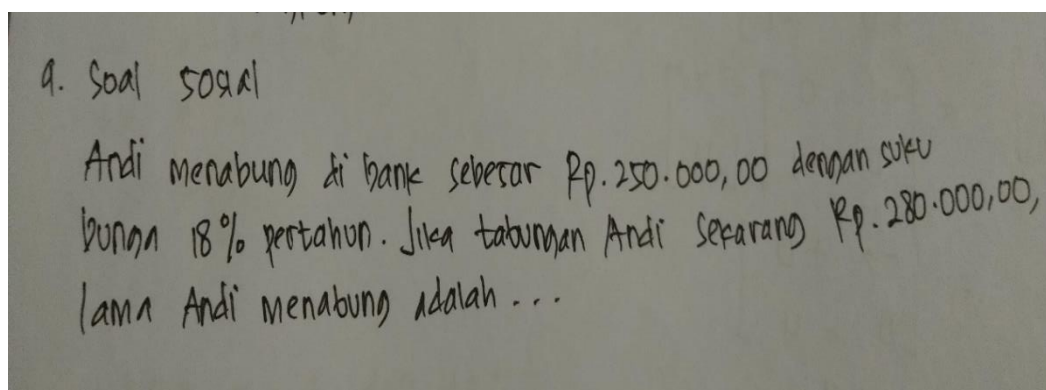 9. Soal sosial
Andi menabung di bank sebesar Rp.250.000,00 dengan suku
bunga 18% pertahun. Jika tabungan Andi sekarang Rp.280.000,00,
lama Andi menabung adalah...